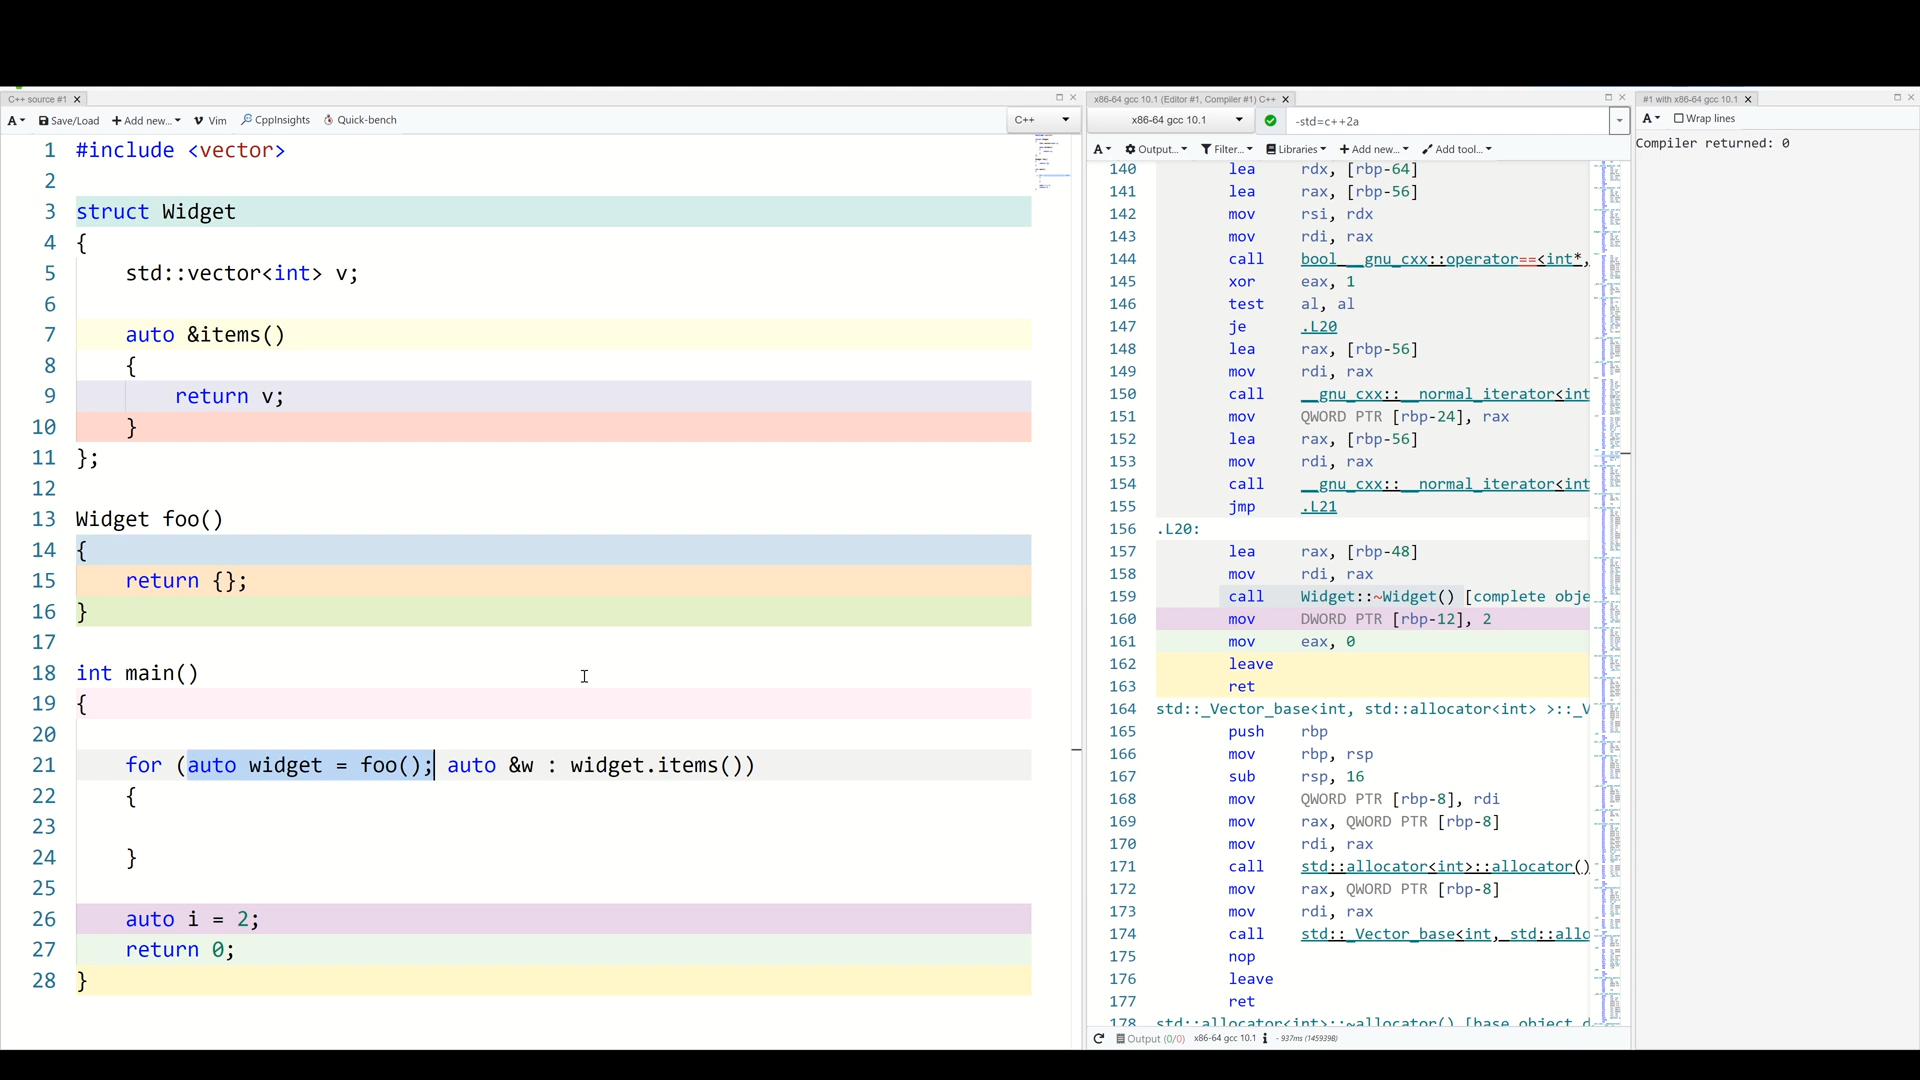 C++ source #1
A Save/Load Add new... Vim CppInsights Quick-bench C++
1 #include <vector>
2
3 struct Widget
4 {
5 std::vector<int> v;
6
7 auto &items()
8 {
9 return v;
10 }
11 };
12
13 Widget foo()
14 {
15 return {};
16 }
17
18 int main()
19 {
20
21 for (auto widget = foo(); auto &w : widget.items())
22 {
23
24 }
25
26 auto i = 2;
27 return 0;
28 }
x86-64 gcc 10.1 (Editor #1, Compiler #1) C++
x86-64 gcc 10.1 -std=c++2a
A Output... Filter... Libraries Add new... Add tool...
140 lea rdx, [rbp-64]
141 lea rax, [rbp-56]
142 mov rsi, rdx
143 mov rdi, rax
144 call bool __gnu_cxx::operator==<int*,
145 xor eax, 1
146 test al, al
147 je .L20
148 lea rax, [rbp-56]
149 mov rdi, rax
150 call __gnu_cxx::__normal_iterator<int
151 mov QWORD PTR [rbp-24], rax
152 lea rax, [rbp-56]
153 mov rdi, rax
154 call __gnu_cxx::__normal_iterator<int
155 jmp .L21
156 .L20:
157 lea rax, [rbp-48]
158 mov rdi, rax
159 call Widget::~Widget() [complete obje
160 mov DWORD PTR [rbp-12], 2
161 mov eax, 0
162 leave
163 ret
164 std::_Vector_base<int, std::allocator<int> >::_V
165 push rbp
166 mov rbp, rsp
167 sub rsp, 16
168 mov QWORD PTR [rbp-8], rdi
169 mov rax, QWORD PTR [rbp-8]
170 mov rdi, rax
171 call std::allocator<int>::allocator()
172 mov rax, QWORD PTR [rbp-8]
173 mov rdi, rax
174 call std::_Vector_base<int, std::allo
175 nop
176 leave
177 ret
178 std::allocator<int>::~allocator() [base object d
Output (0/0) x86-64 gcc 10.1 i - 937ms (145939B)
#1 with x86-64 gcc 10.1
A Wrap lines
Compiler returned: 0